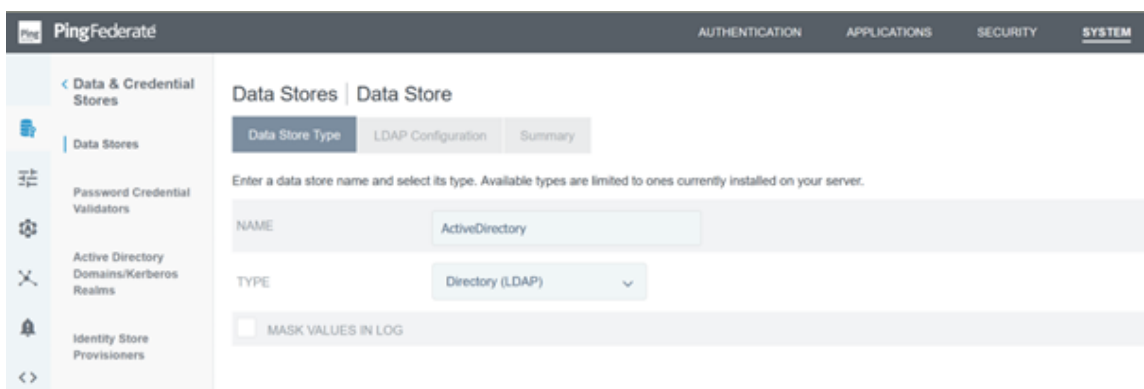 Ping
PingFederate
AUTHENTICATION
APPLICATIONS
SECURITY
SYSTEM
Data & Credential
Stores
Data Stores
Password Credential
Validators
Active Directory
Domains/Kerberos
Realms
Identity Store
Provisioners
Data Stores | Data Store
Data Store Type
LDAP Configuration
Summary
Enter a data store name and select its type. Available types are limited to ones currently installed on your server.
NAME
ActiveDirectory
TYPE
Directory (LDAP)
MASK VALUES IN LOG